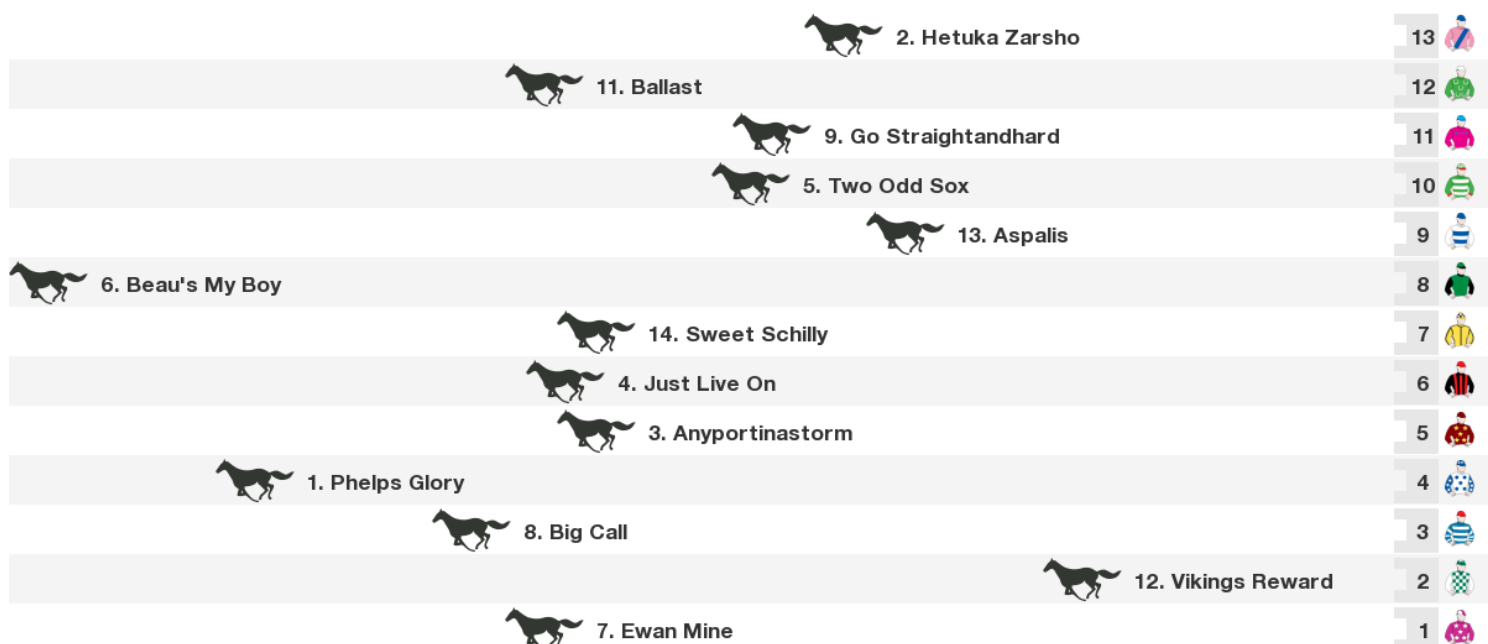 2. Hetuka Zarsho 13
11. Ballast 12
9. Go Straightandhard 11
5. Two Odd Sox 10
13. Aspalis 9
6. Beau's My Boy 8
14. Sweet Schilly 7
4. Just Live On 6
3. Anyportinastorm 5
1. Phelps Glory 4
8. Big Call 3
12. Vikings Reward 2
7. Ewan Mine 1